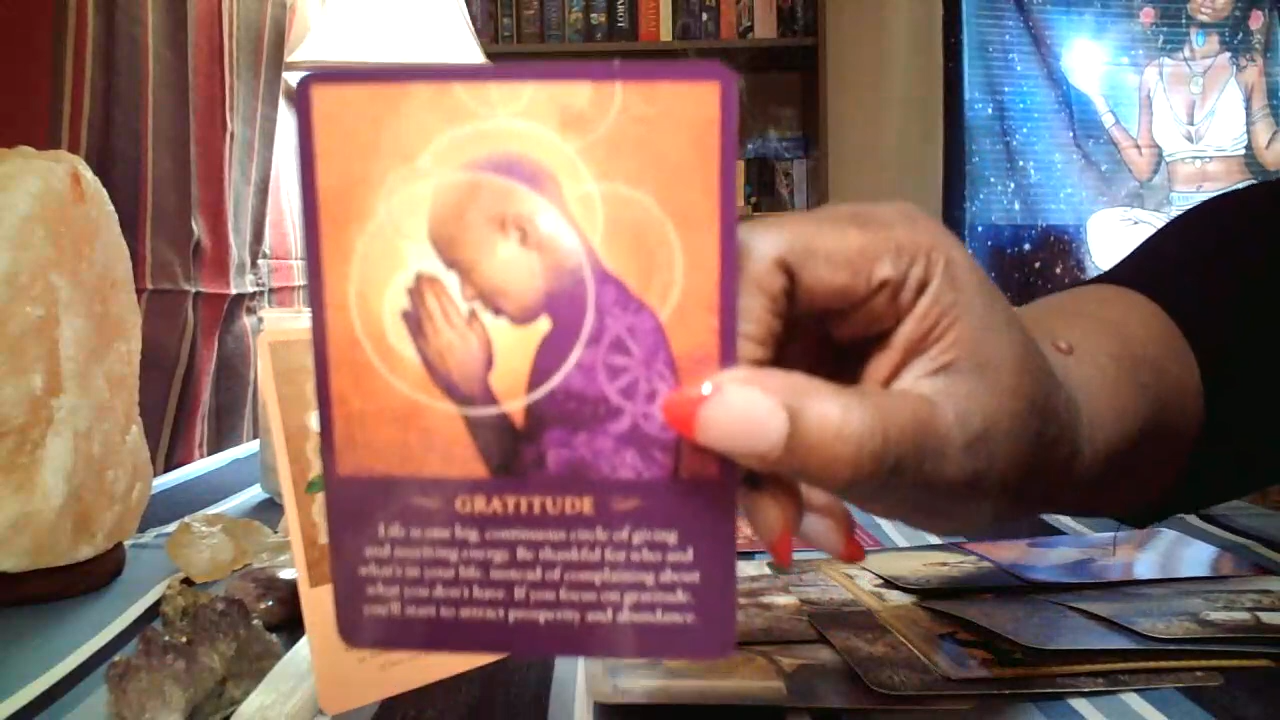 TAROT
GRATITUDE
Life is one big, continuous circle of giving
and receiving energy. Be thankful for who and
what's in your life, instead of complaining about
what you don't have. If you focus on gratitude,
you'll start to attract prosperity and abundance.